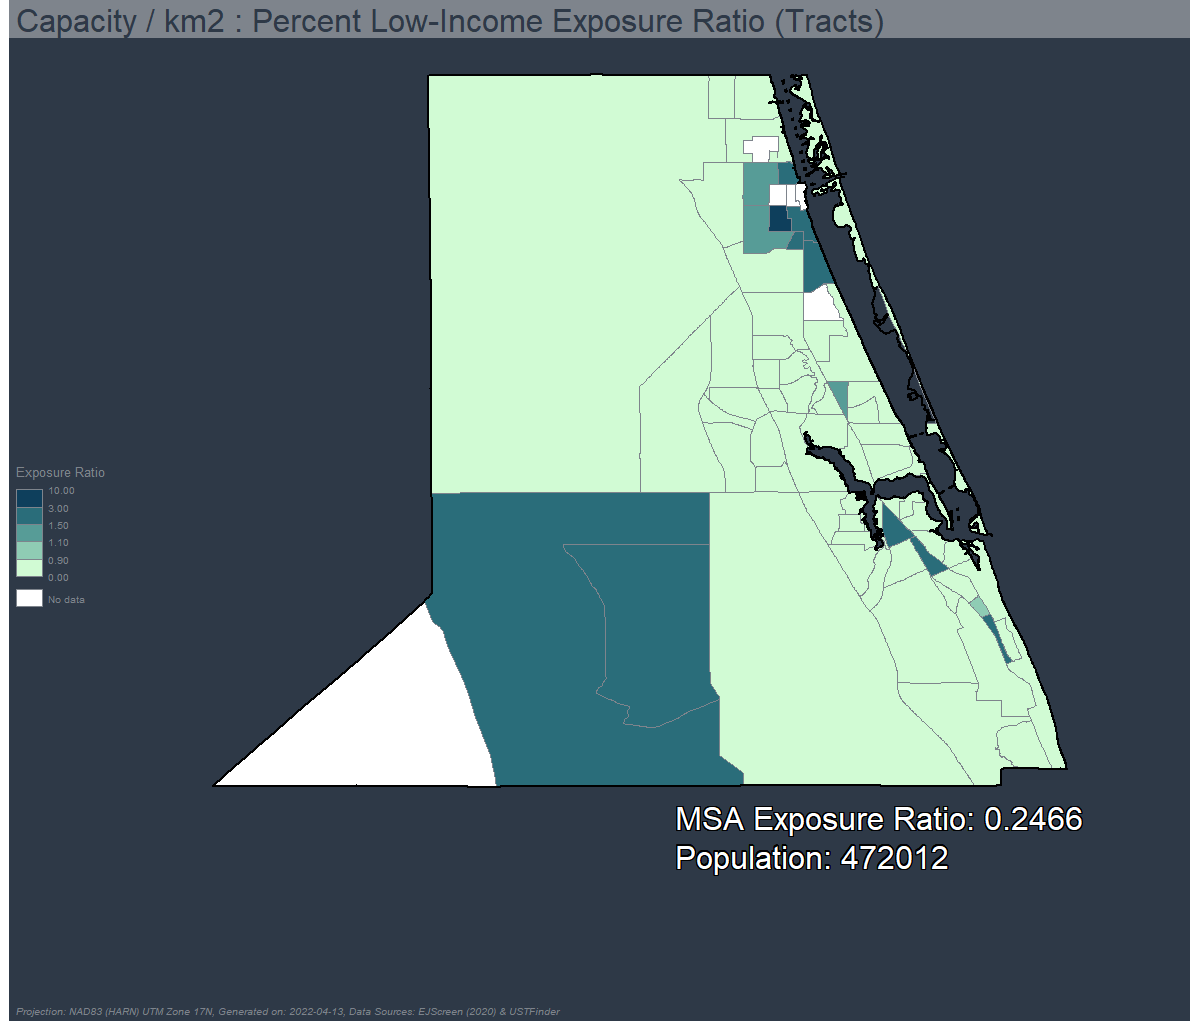 Capacity / km2 : Percent Low-Income Exposure Ratio (Tracts)
Exposure Ratio
10.00
3.00
1.50
1.10
0.90
0.00
No data
MSA Exposure Ratio: 0.2466
Population: 472012
Projection: NAD83 (HARN) UTM Zone 17N, Generated on: 2022-04-13, Data Sources: EJScreen (2020) & USTFinder